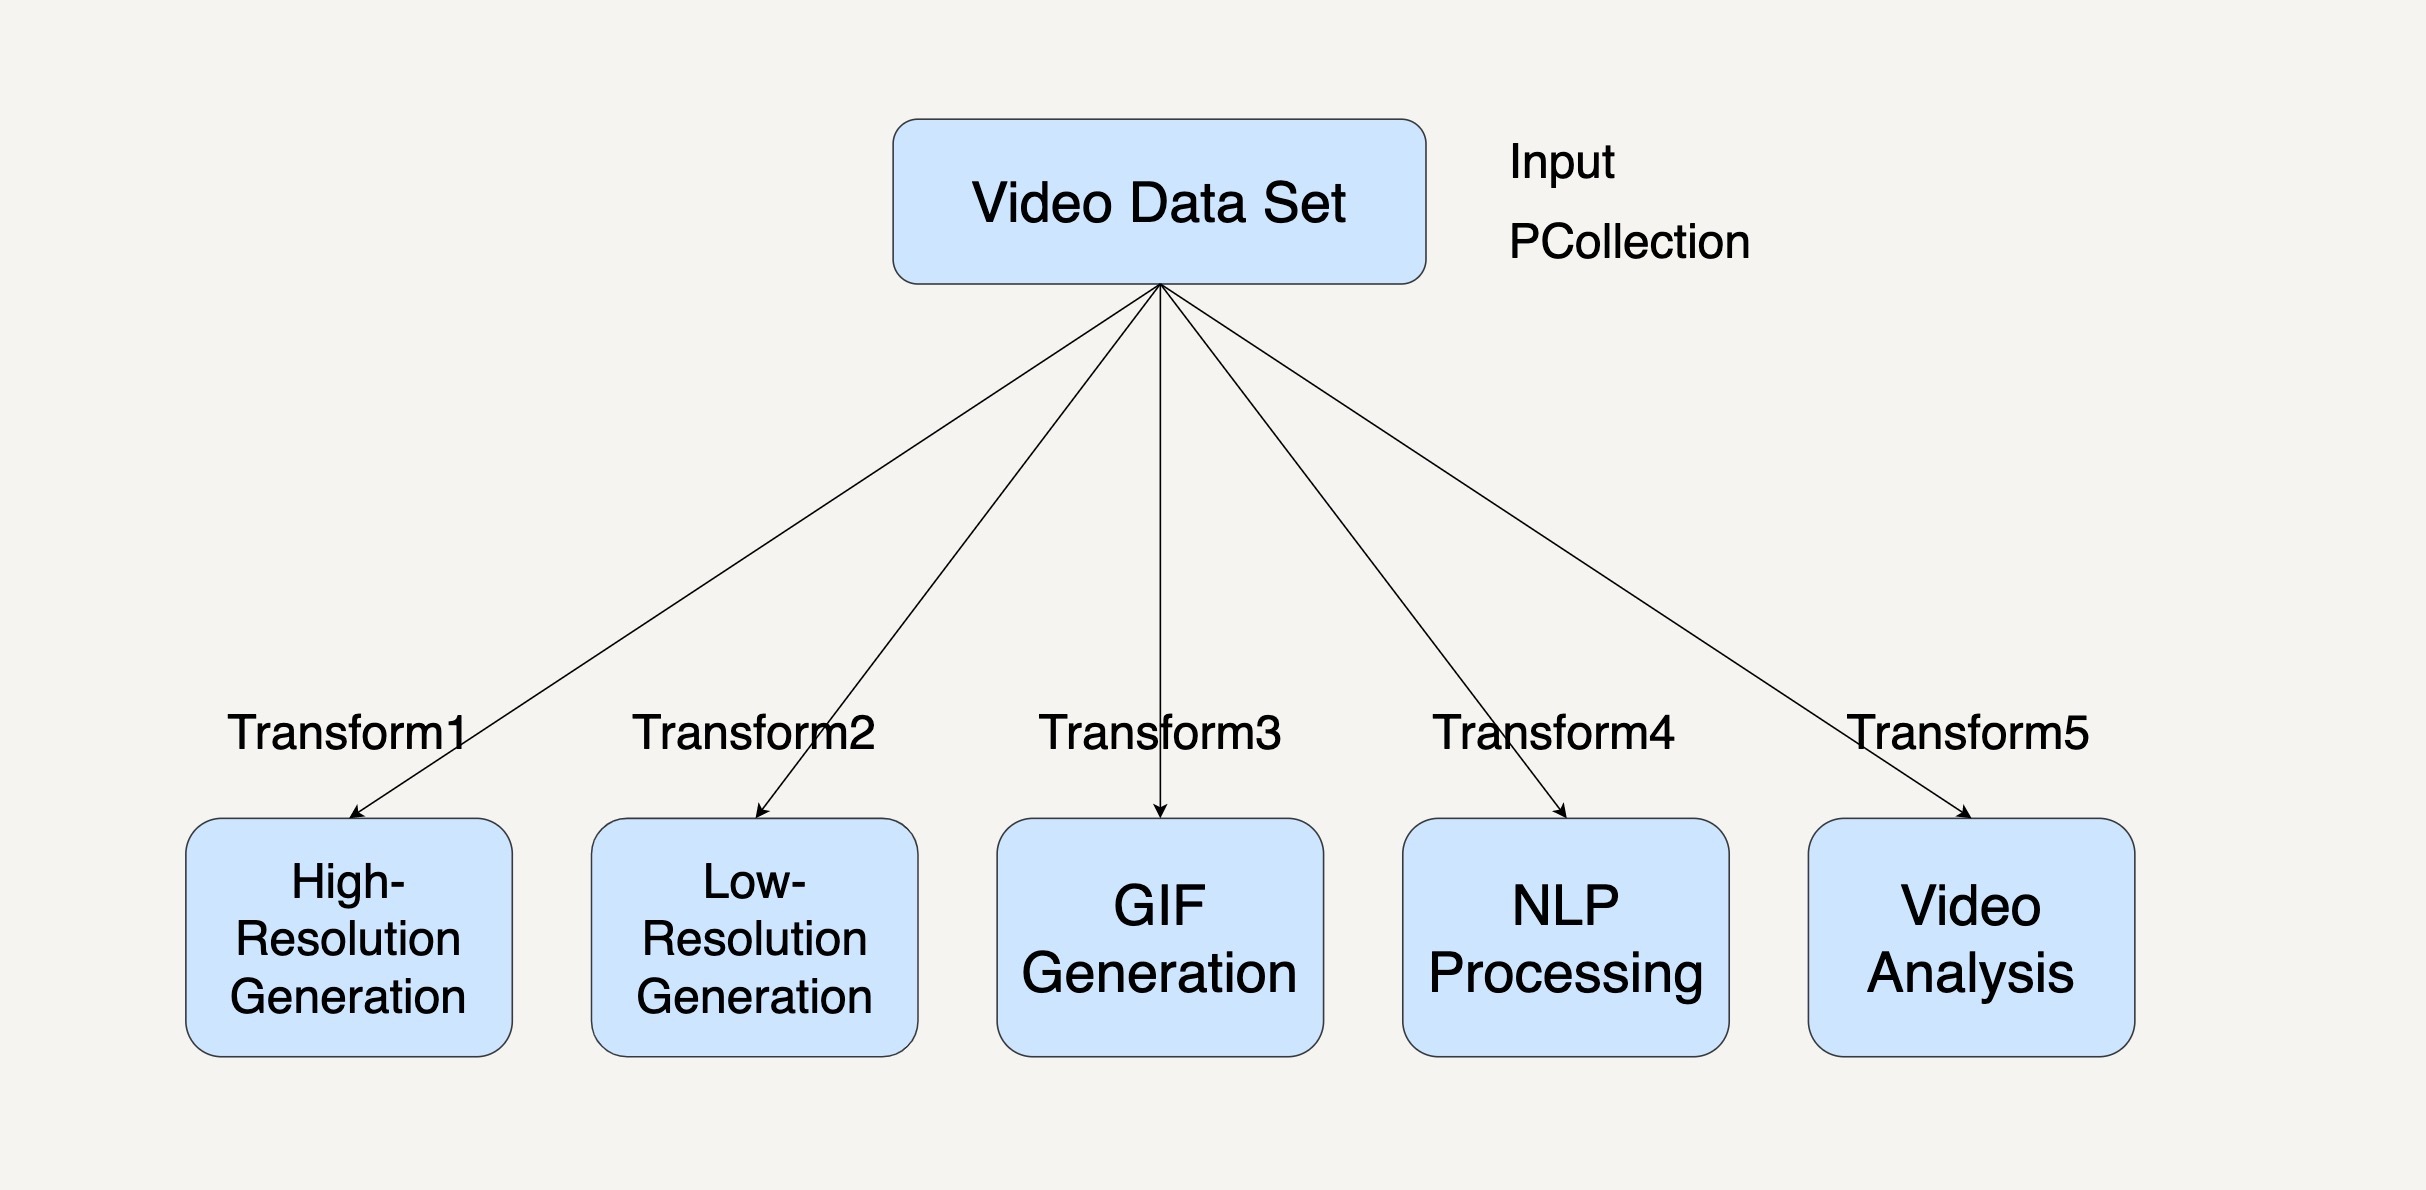 Video Data Set
Input
PCollection
Transform1
Transform2
Transform3
Transform4
Transform5
High-
Resolution
Generation
Low-
Resolution
Generation
GIF
Generation
NLP
Processing
Video
Analysis